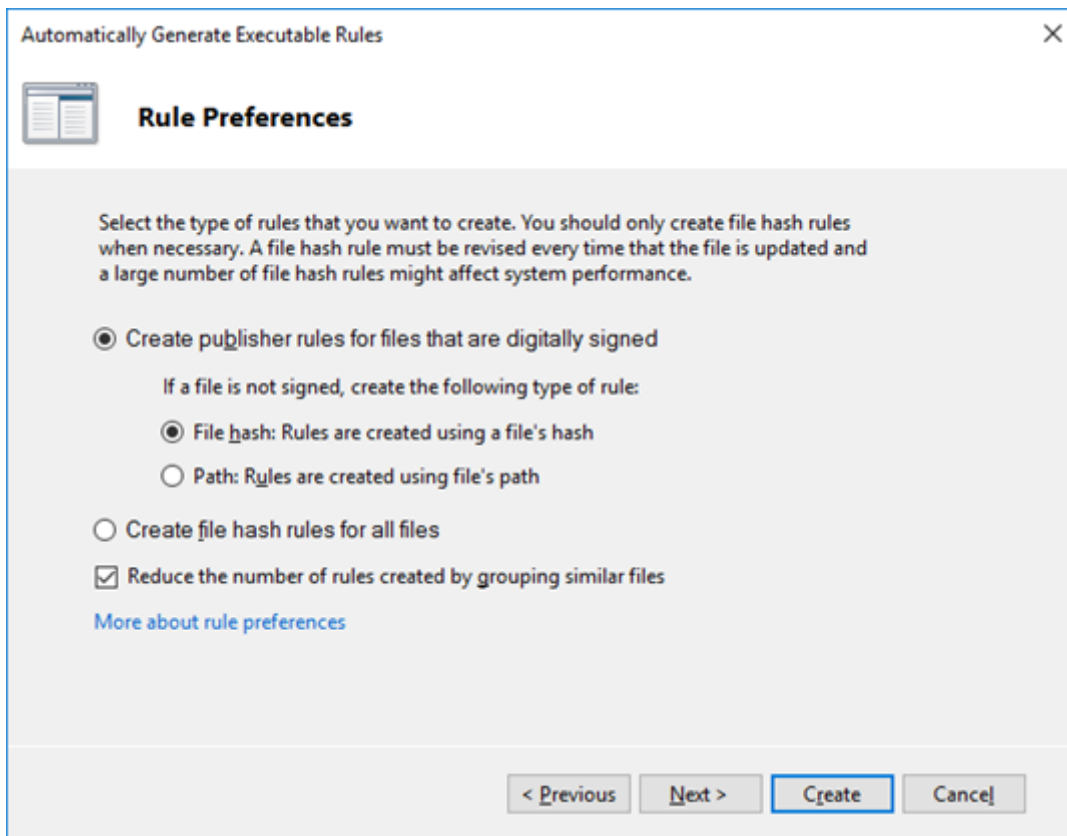 Automatically Generate Executable Rules
Rule Preferences
Select the type of rules that you want to create. You should only create file hash rules
when necessary. A file hash rule must be revised every time that the file is updated and
a large number of file hash rules might affect system performance.
Create publisher rules for files that are digitally signed
If a file is not signed, create the following type of rule:
File hash: Rules are created using a file's hash
Path: Rules are created using file's path
Create file hash rules for all files
Reduce the number of rules created by grouping similar files
More about rule preferences
< Previous
Next >
Create
Cancel